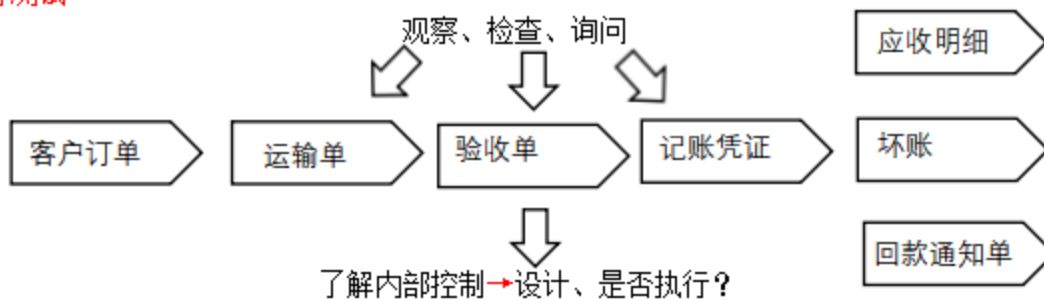 观察、检查、询问
应收明细
客户订单
运输单
验收单
记账凭证
坏账
回款通知单
了解内部控制→设计、是否执行？